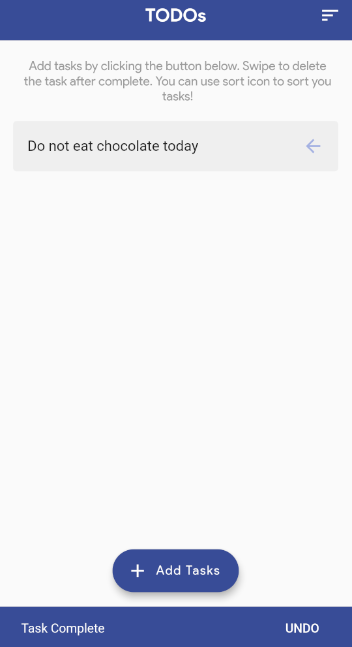 TODOs
Add tasks by clicking the button below. Swipe to delete
the task after complete. You can use sort icon to sort you
tasks!
Do not eat chocolate today
Add Tasks
Task Complete
UNDO